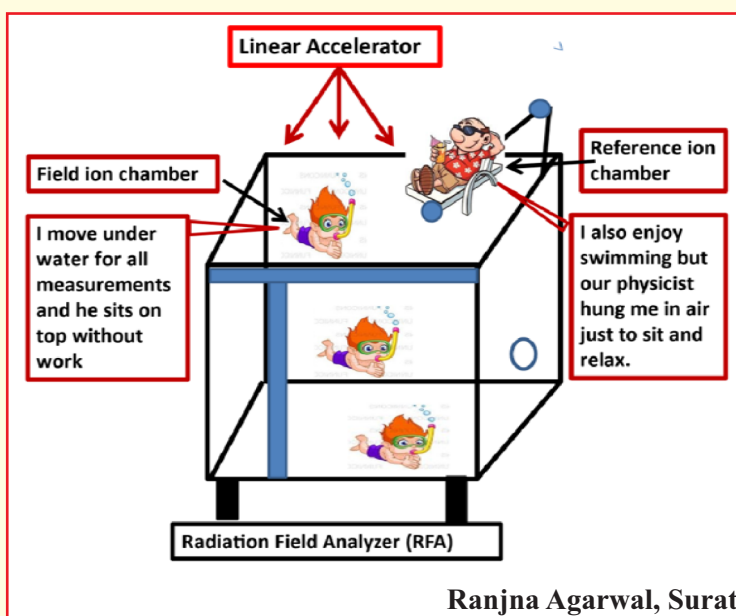 Linear Accelerator
Field ion chamber
Reference ion
chamber
I move under
water for all
measurements
and he sits on
top without
work
I also enjoy
swimming but
our physicist
hung me in air
just to sit and
relax.
Radiation Field Analyzer (RFA)
Ranjna Agarwal, Surat